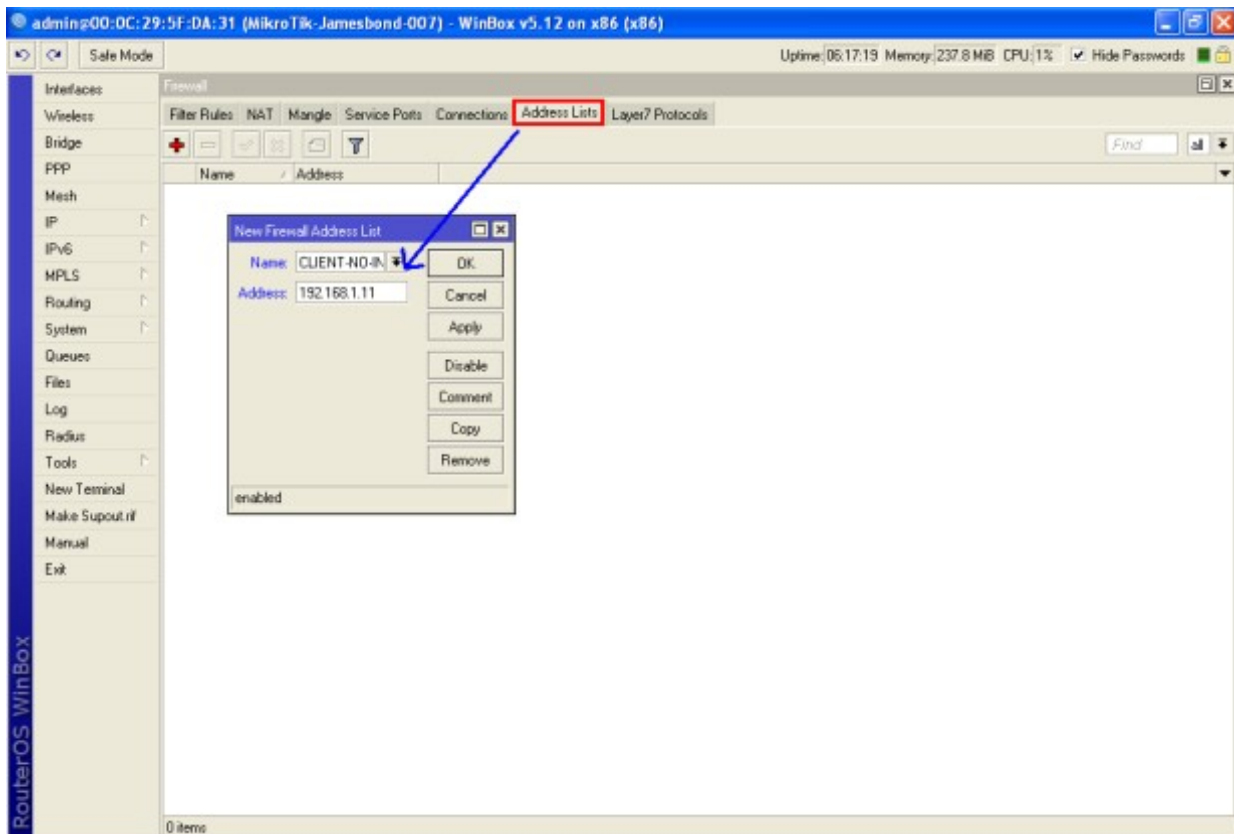 admin@00:0C:29:5F:DA:31 (MikroTik-Jamesbond-007) - WinBox v5.12 on x86 (x86)
Safe Mode
Uptime: 06:17:19 Memory: 237.8 MiB CPU: 1% Hide Passwords
Interfaces
Wireless
Bridge
PPP
Mesh
IP
IPv6
MPLS
Routing
System
Queues
Files
Log
Radius
Tools
New Terminal
Make Supout.rif
Manual
Exit
RouterOS WinBox
Firewall
Filter Rules NAT Mangle Service Ports Connections Address Lists Layer7 Protocols
Find all
Name Address
New Firewall Address List
Name: CLIENT-NO-IN
Address: 192.168.1.11
OK
Cancel
Apply
Disable
Comment
Copy
Remove
enabled
0 items